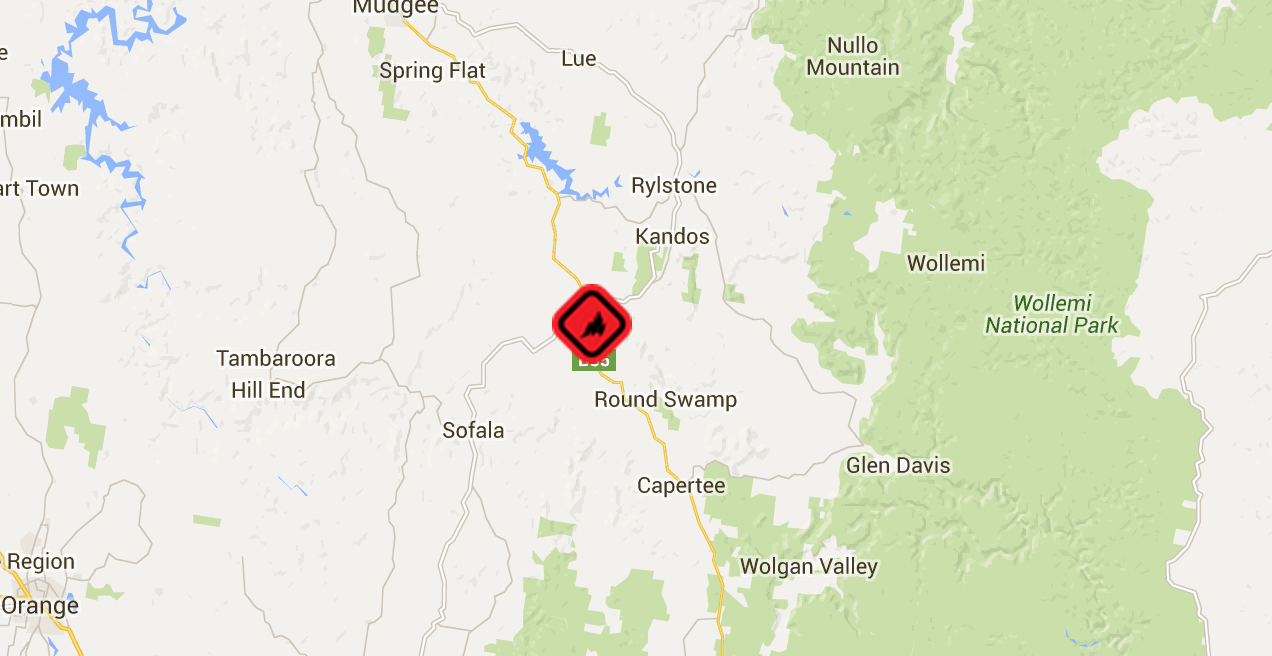 Mudgee
Nullo
Mountain
Lue
Spring Flat
mbil
art Town
Rylstone
Kandos
Wollemi
Wollemi
National Park
Tambaroora
Hill End
Round Swamp
Sofala
Glen Davis
Capertee
Region
Wolgan Valley
Orange